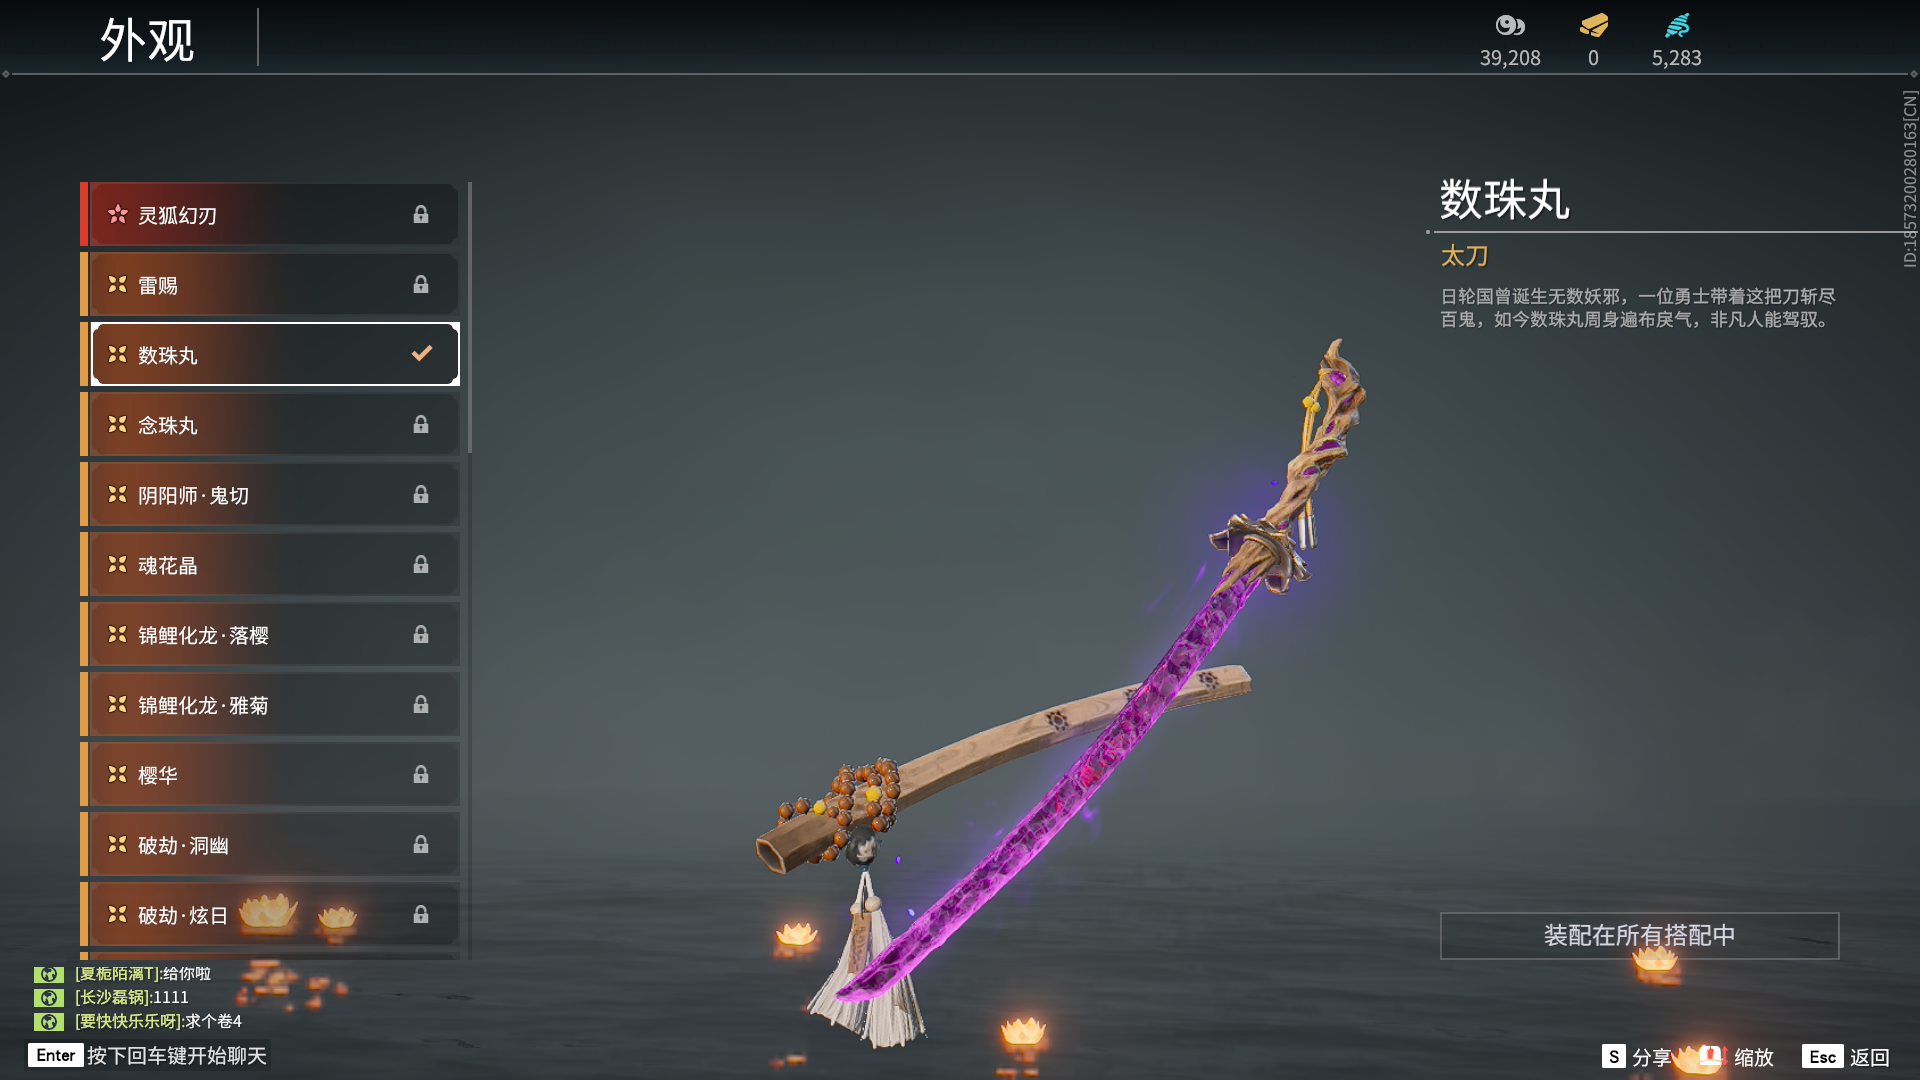 外观
39,208
0
5,283
ID:185732002280163[CN]
灵狐幻刃
雷赐
数珠丸
念珠丸
阴阳师·鬼切
魂花晶
锦鲤化龙·落樱
锦鲤化龙·雅菊
樱华
破劫·洞幽
破劫·炫日
数珠丸
太刀
日轮国曾诞生无数妖邪，一位勇士带着这把刀斩尽
百鬼，如今数珠丸周身遍布戾气，非凡人能驾驭。
装配在所有搭配中
[夏栀陌漓T]:给你啦
[长沙磊锅]:1111
[要快快乐乐呀]:求个卷4
Enter 按下回车键开始聊天
S 分享 缩放 Esc 返回